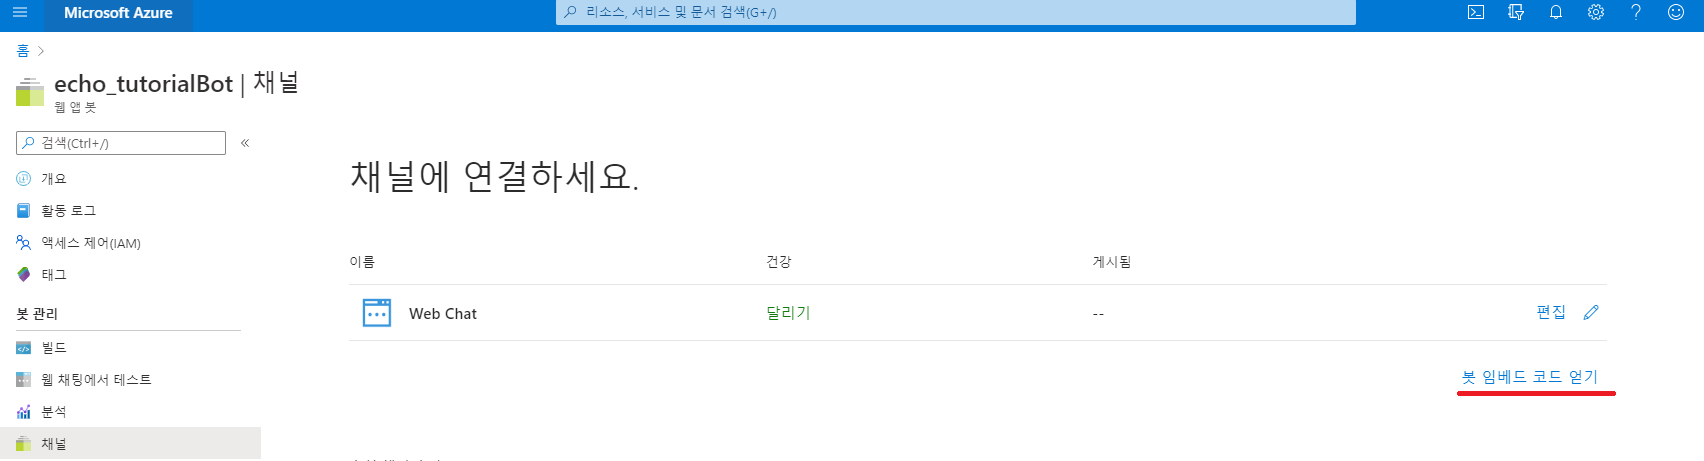 Microsoft Azure
리소스, 서비스 및 문서 검색(G+/)
홈
echo_tutorialBot | 채널
웹 앱 봇
검색(Ctrl+/)
«
개요
활동 로그
액세스 제어(IAM)
태그
봇 관리
빌드
웹 채팅에서 테스트
분석
채널
채널에 연결하세요.
이름 건강 게시됨
Web Chat 달리기 -- 편집
봇 임베드 코드 얻기